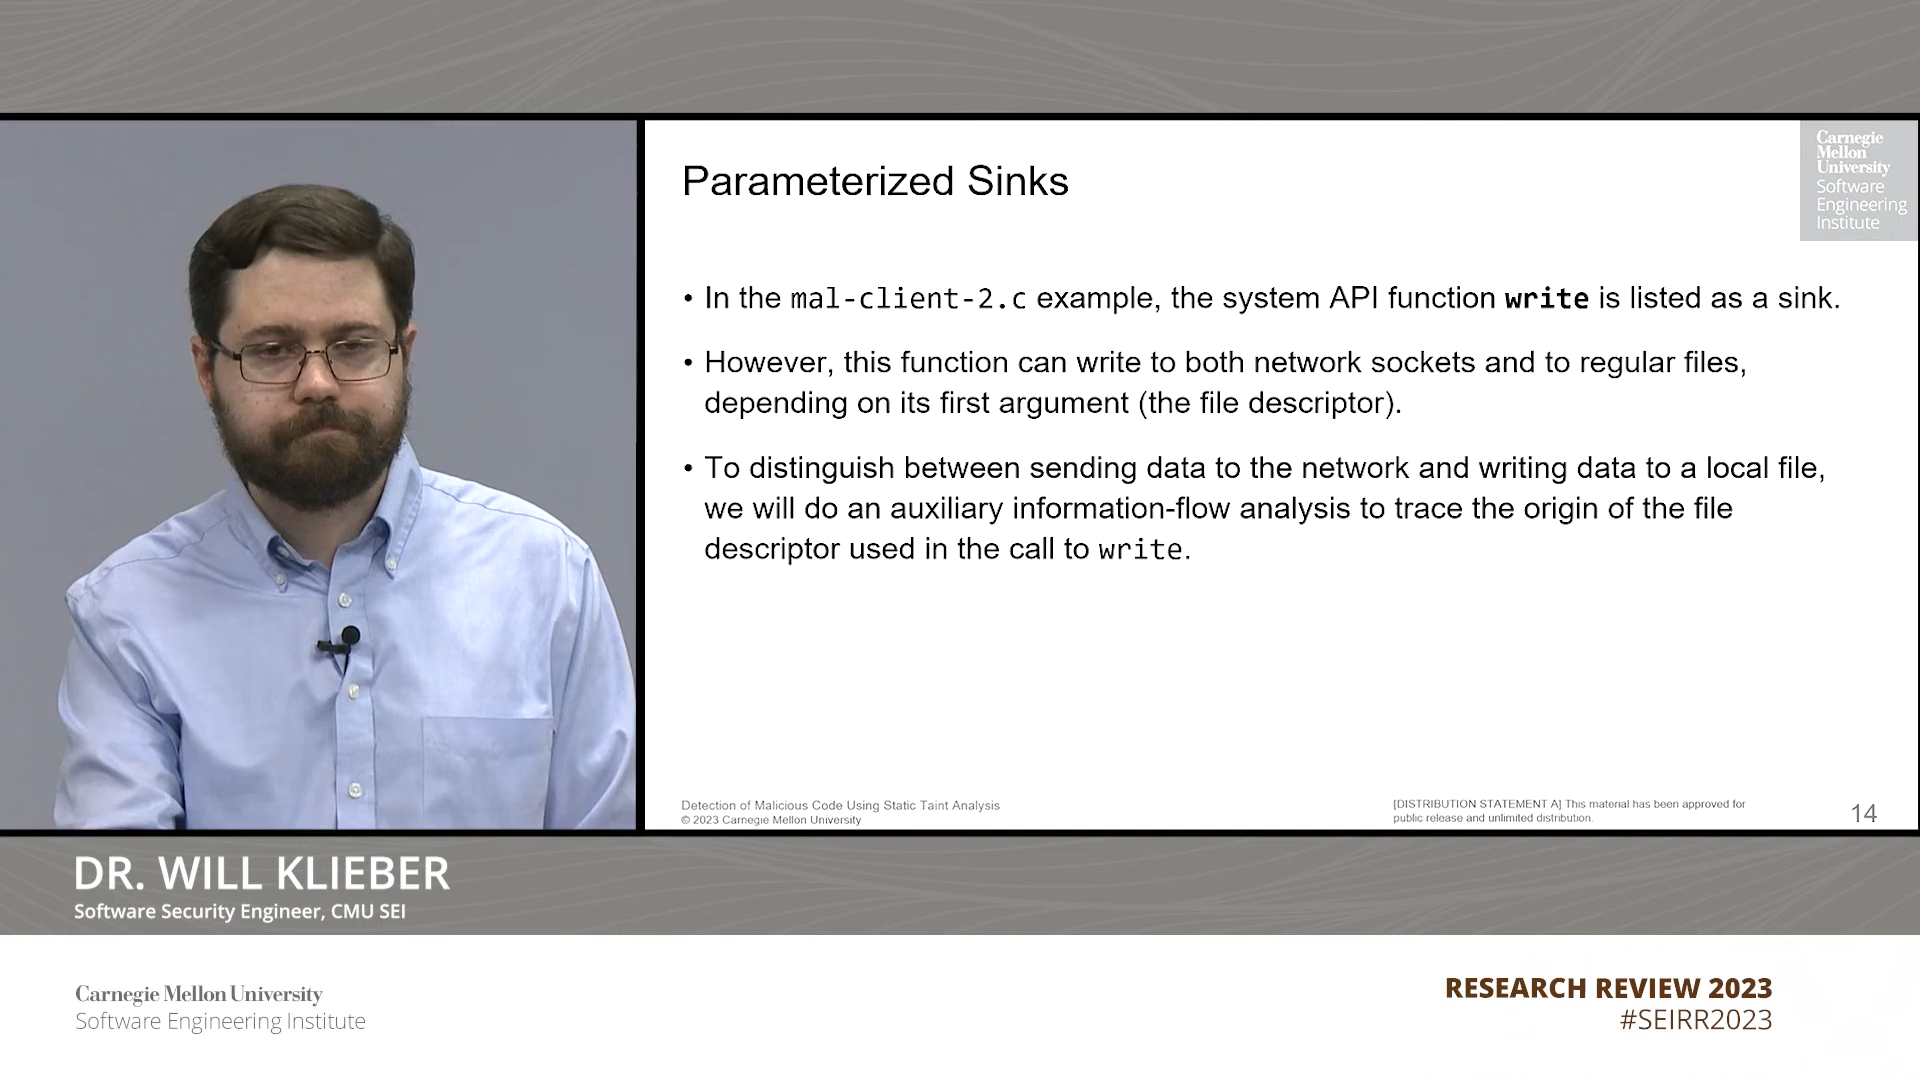 Parameterized Sinks
Carnegie
Mellon
University
Software
Engineering
Institute
• In the mal-client-2.c example, the system API function write is listed as a sink.
• However, this function can write to both network sockets and to regular files,
depending on its first argument (the file descriptor).
• To distinguish between sending data to the network and writing data to a local file,
we will do an auxiliary information-flow analysis to trace the origin of the file
descriptor used in the call to write.
Detection of Malicious Code Using Static Taint Analysis
© 2023 Carnegie Mellon University
[DISTRIBUTION STATEMENT A] This material has been approved for
public release and unlimited distribution.
14
DR. WILL KLIEBER
Software Security Engineer, CMU SEI
Carnegie Mellon University
Software Engineering Institute
RESEARCH REVIEW 2023
#SEIRR2023